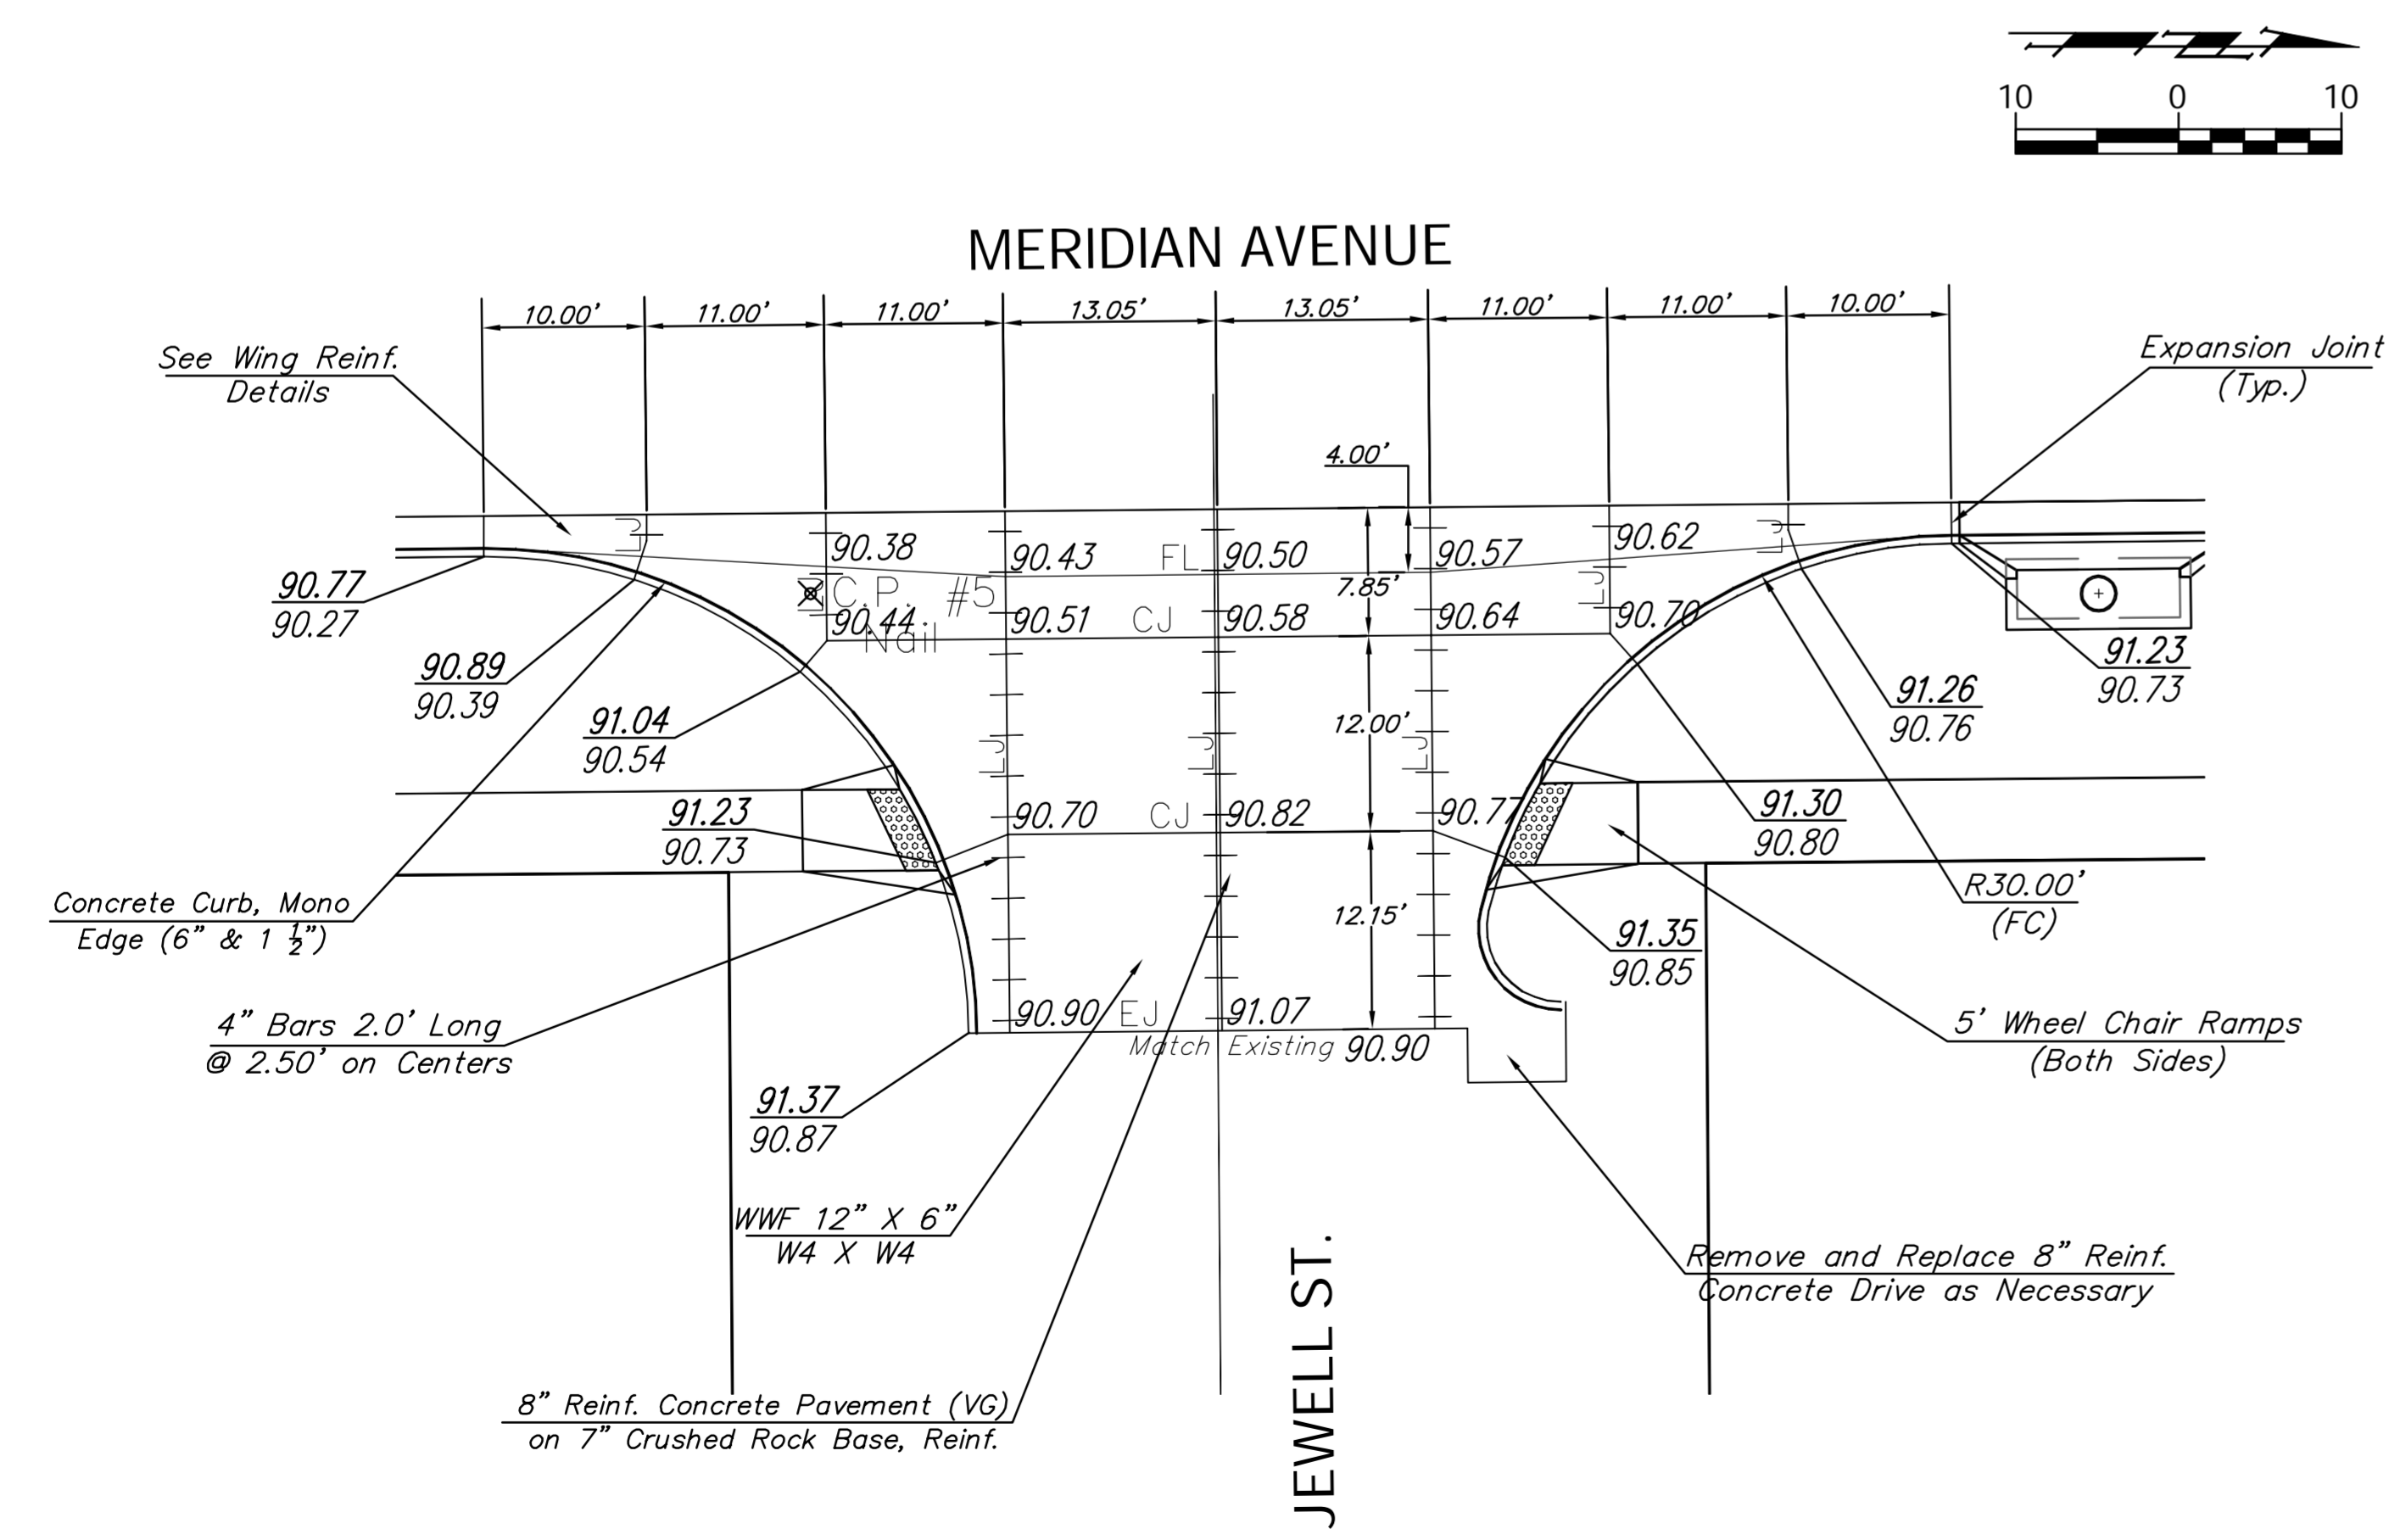 N
10 0 10
MERIDIAN AVENUE
10.00' 11.00' 11.00' 13.05' 13.05' 11.00' 11.00' 10.00'
See Wing Reinf.
Details
Expansion Joint
(Typ.)
4.00'
LJ
90.38
90.43
FL
90.50
90.57
90.62
LJ
90.77
90.27
LJ
C.P. #5
Nail
7.85'
LJ
90.44
90.51
CJ
90.58
90.64
90.70
90.89
90.39
91.23
90.73
91.04
90.54
12.00'
91.26
90.76
LJ
LJ
LJ
91.23
90.73
90.70
CJ
90.82
90.77
91.30
90.80
Concrete Curb, Mono
Edge (6" & 1 ½")
12.15'
R30.00'
(FC)
91.35
90.85
4" Bars 2.0' Long
@ 2.50' on Centers
90.90
EJ
91.07
Match Existing
90.90
5' Wheel Chair Ramps
(Both Sides)
91.37
90.87
WWF 12" X 6"
W4 X W4
Remove and Replace 8" Reinf.
Concrete Drive as Necessary
JEWELL ST.
8" Reinf. Concrete Pavement (VG)
on 7" Crushed Rock Base, Reinf.